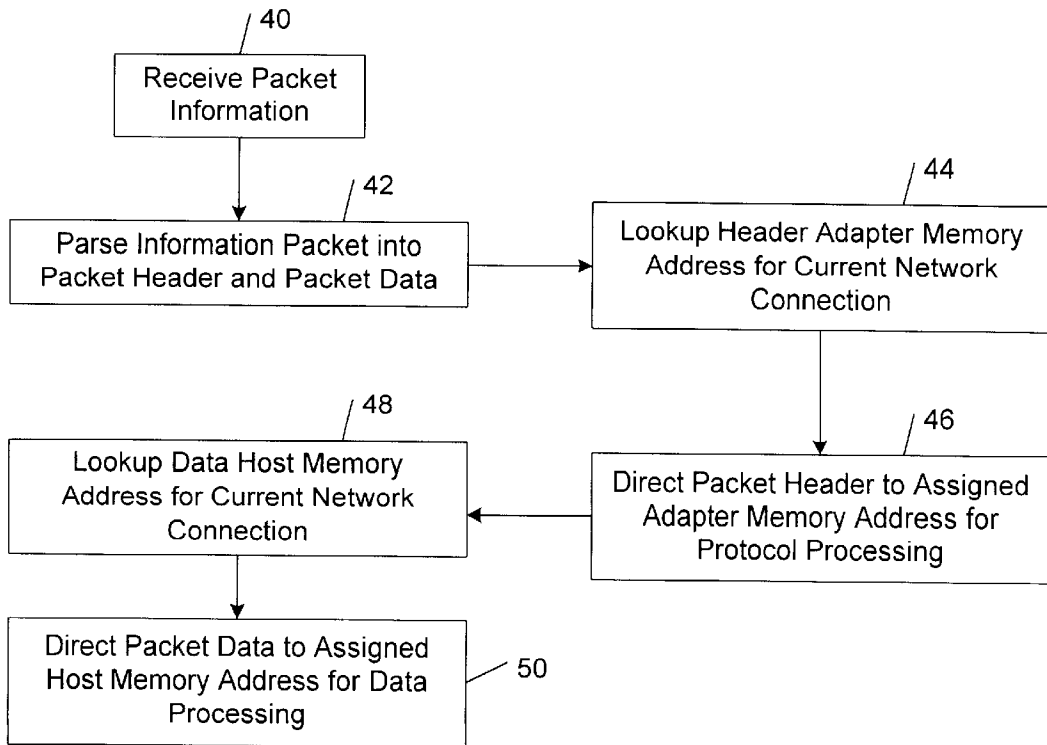 40
Receive Packet
Information
42
Parse Information Packet into
Packet Header and Packet Data
44
Lookup Header Adapter Memory
Address for Current Network
Connection
46
Direct Packet Header to Assigned
Adapter Memory Address for
Protocol Processing
48
Lookup Data Host Memory
Address for Current Network
Connection
50
Direct Packet Data to Assigned
Host Memory Address for Data
Processing